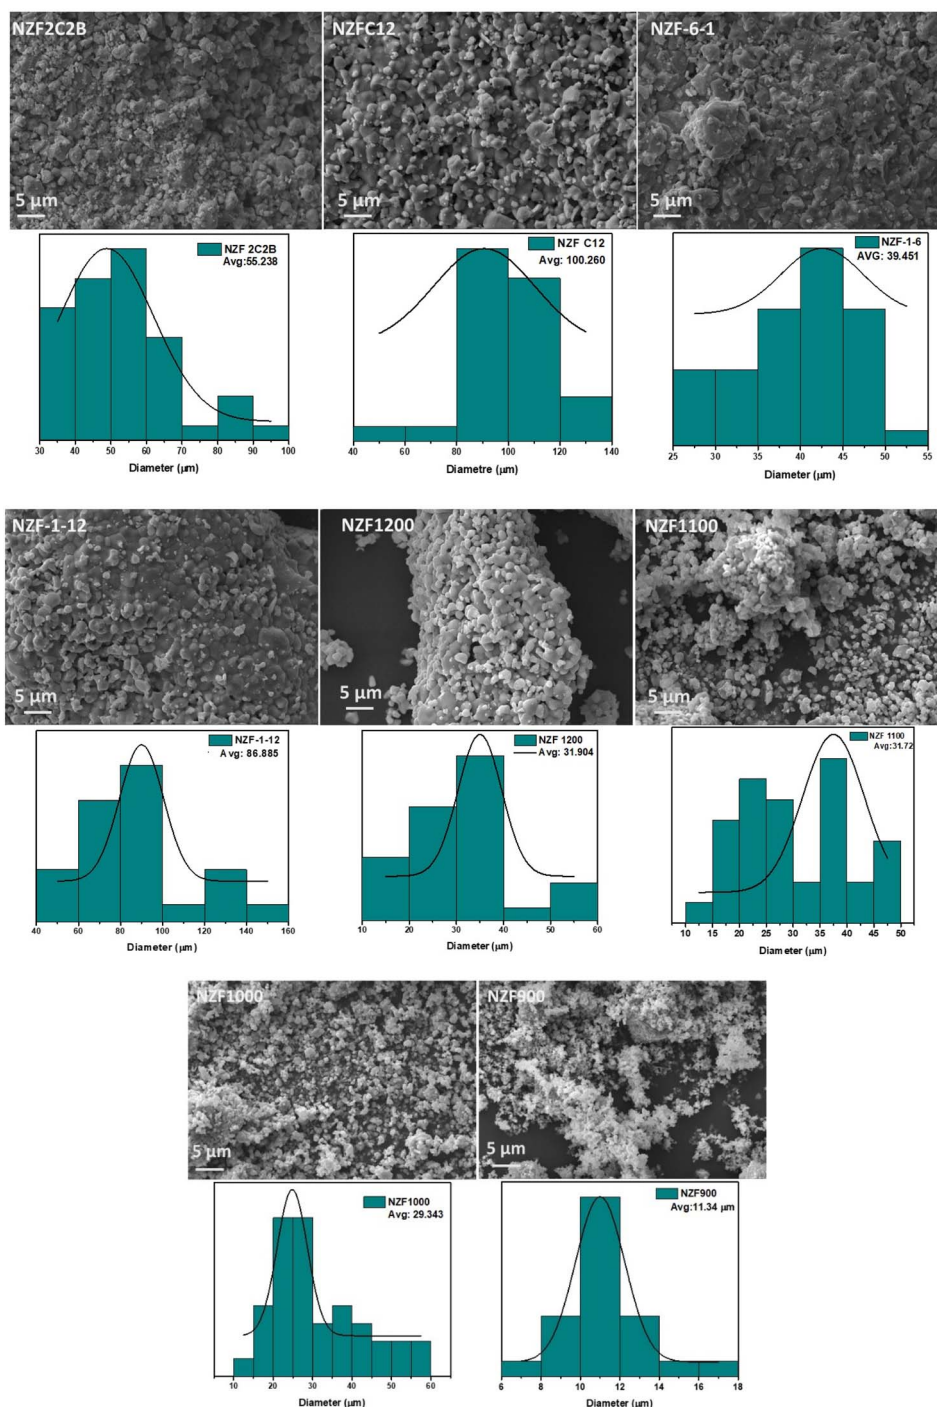 NZF2C2B
NZFC12
NZF-6-1
5 µm
5 µm
5 µm
NZF 2C2B
Avg:55.238
30 40 50 60 70 80 90 100
Diameter (µm)
NZF C12
Avg: 100.260
40 60 80 100 120 140
Diametre (µm)
NZF-1-6
AVG: 39.451
25 30 35 40 45 50 55
Diameter (µm)
NZF-1-12
NZF1200
NZF1100
5 µm
5 µm
5 µm
NZF-1-12
Avg: 86.885
40 60 80 100 120 140 160
Diameter (µm)
NZF 1200
Avg: 31.904
10 20 30 40 50 60
Diameter (µm)
NZF 1100
Avg:31.72
10 15 20 25 30 35 40 45 50
Diameter (µm)
NZF1000
NZF900
5 µm
5 µm
NZF1000
Avg: 29.343
10 20 30 40 50 60
Diameter (µm)
NZF900
Avg:11.34 µm
6 8 10 12 14 16 18
Diameter (µm)